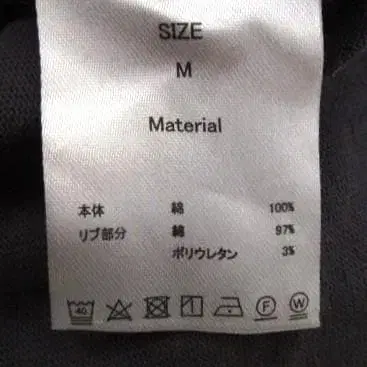 SIZE
M
Material
本体 綿 100%
リブ部分 綿 97%
ポリウレタン 3%
40 F W